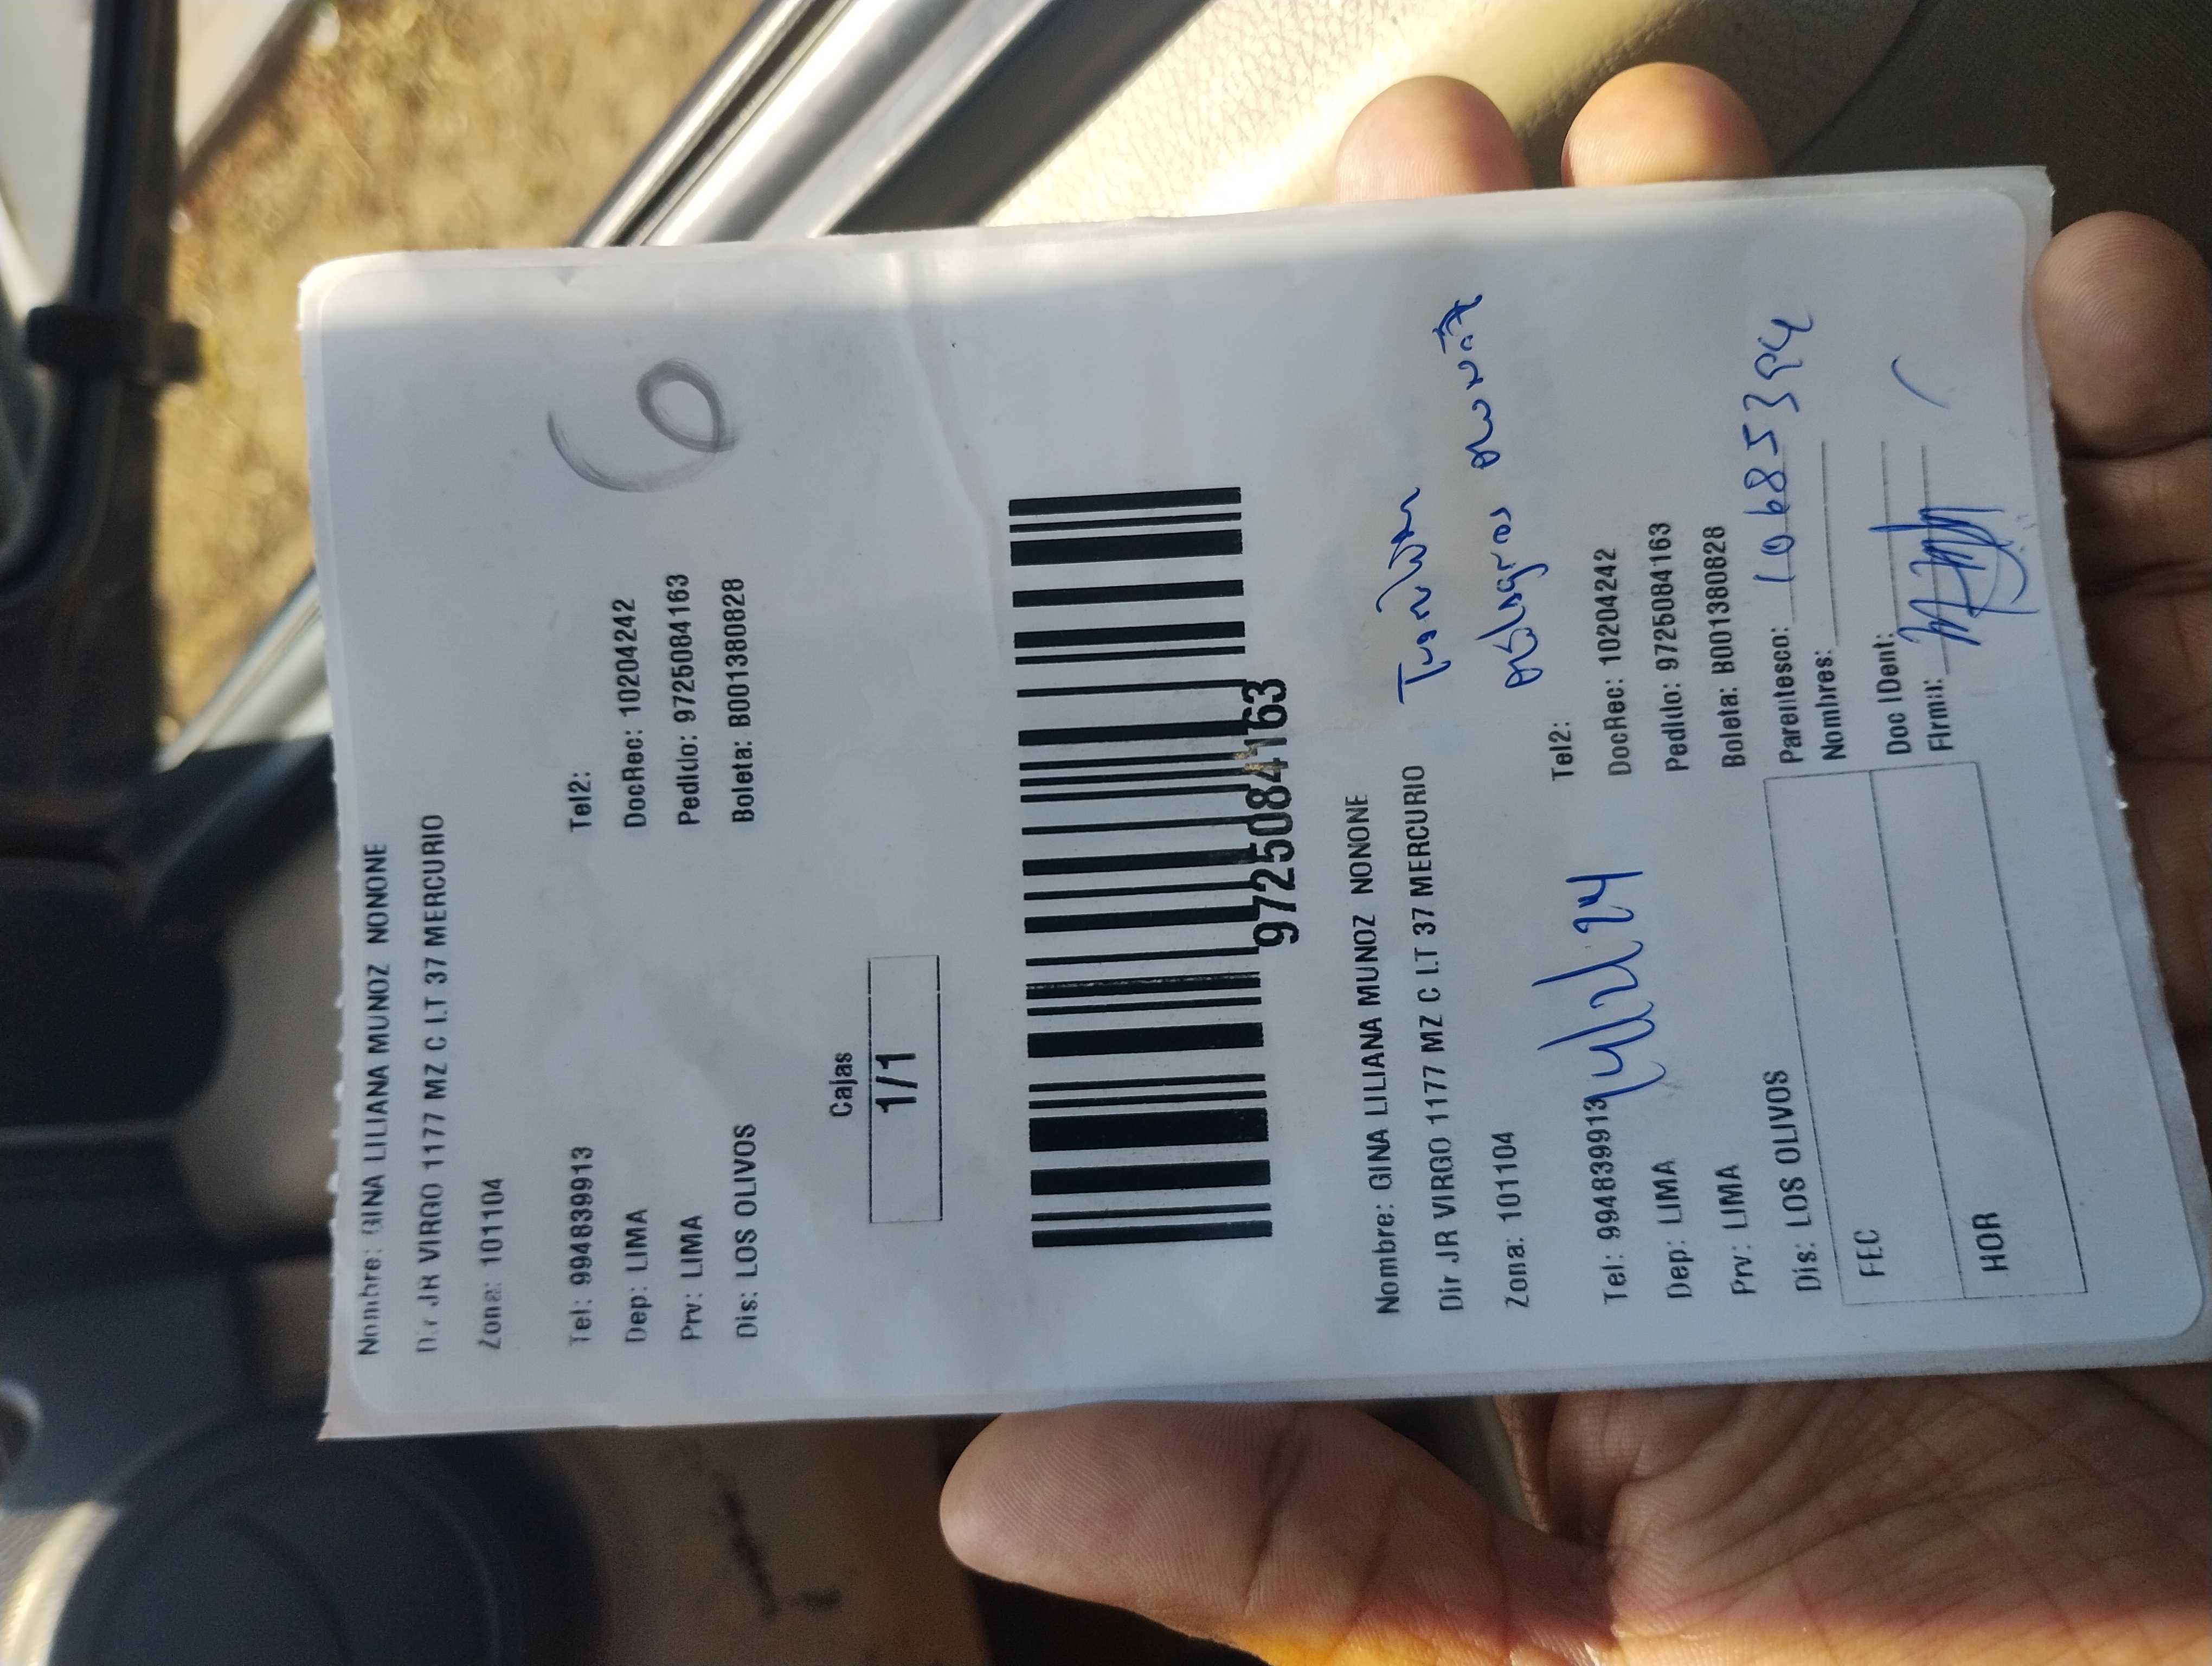 Nombre: GINA LILIANA MUNOZ NONONE
Dir JR VIRGO 1177 MZ C LT 37 MERCURIO
Zona: 101104
Tel: 994839913 Tel2:
Dep: LIMA DocRec: 10204242
Prv: LIMA Pedido: 9725084163
Dis: LOS OLIVOS Boleta: B001380828
6
Cajas
1/1
9725084163
Nombre: GINA LILIANA MUNOZ NONONE
Dir JR VIRGO 1177 MZ C LT 37 MERCURIO
Zona: 101104
Tel: 994839913 14/2/24 Tel2:
Dep: LIMA DocRec: 10204242
Prv: LIMA Pedido: 9725084163
Dis: LOS OLIVOS Boleta: B001380828
FEC Parentesco:
Nombres:
HOR Doc IDent:
Firma: